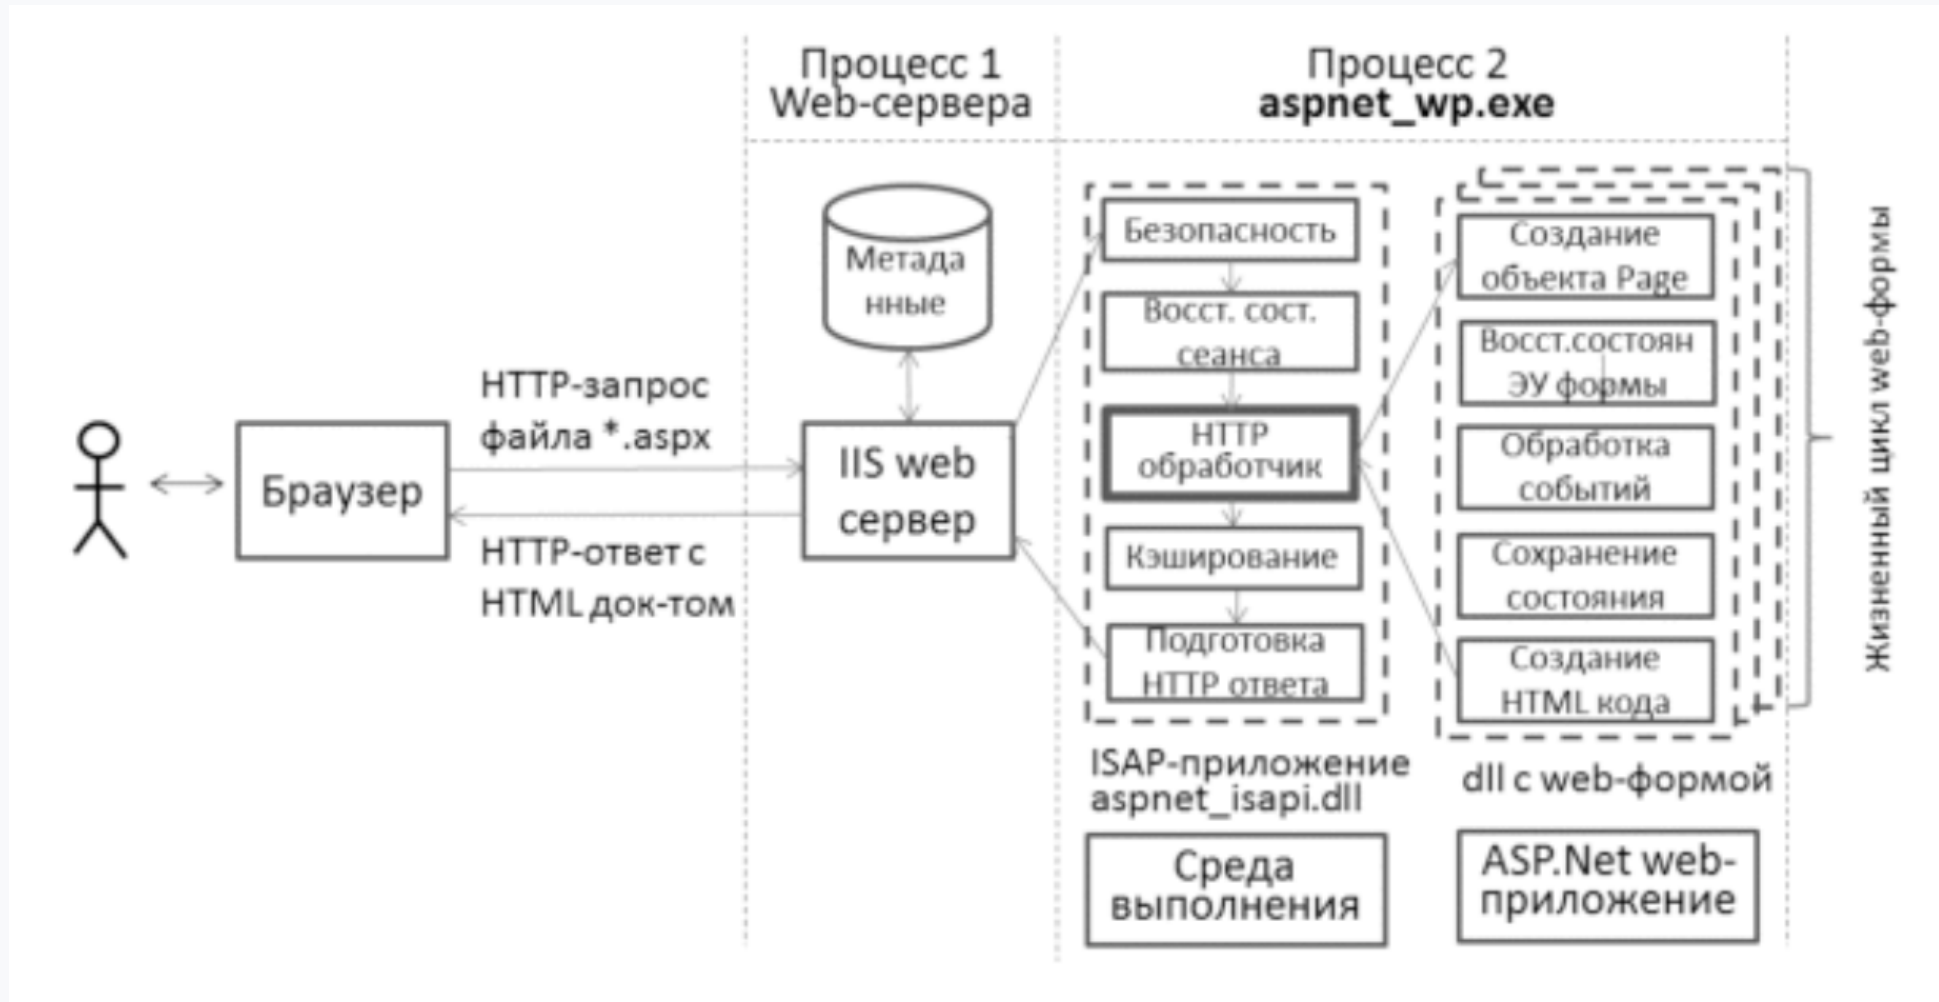 Процесс 1
Web-сервера
Процесс 2
aspnet_wp.exe
Метада
нные
HTTP-запрос
файла *.aspx
Браузер
IIS web
сервер
HTTP-ответ с
HTML док-том
Безопасность
Восст. сост.
сеанса
HTTP
обработчик
Кэширование
Подготовка
HTTP ответа
ISAP-приложение
aspnet_isapi.dll
Среда
выполнения
Создание
объекта Page
Восст.состоян
ЭУ формы
Обработка
событий
Сохранение
состояния
Создание
HTML кода
dll с web-формой
ASP.Net web-
приложение
Жизненный цикл web-формы